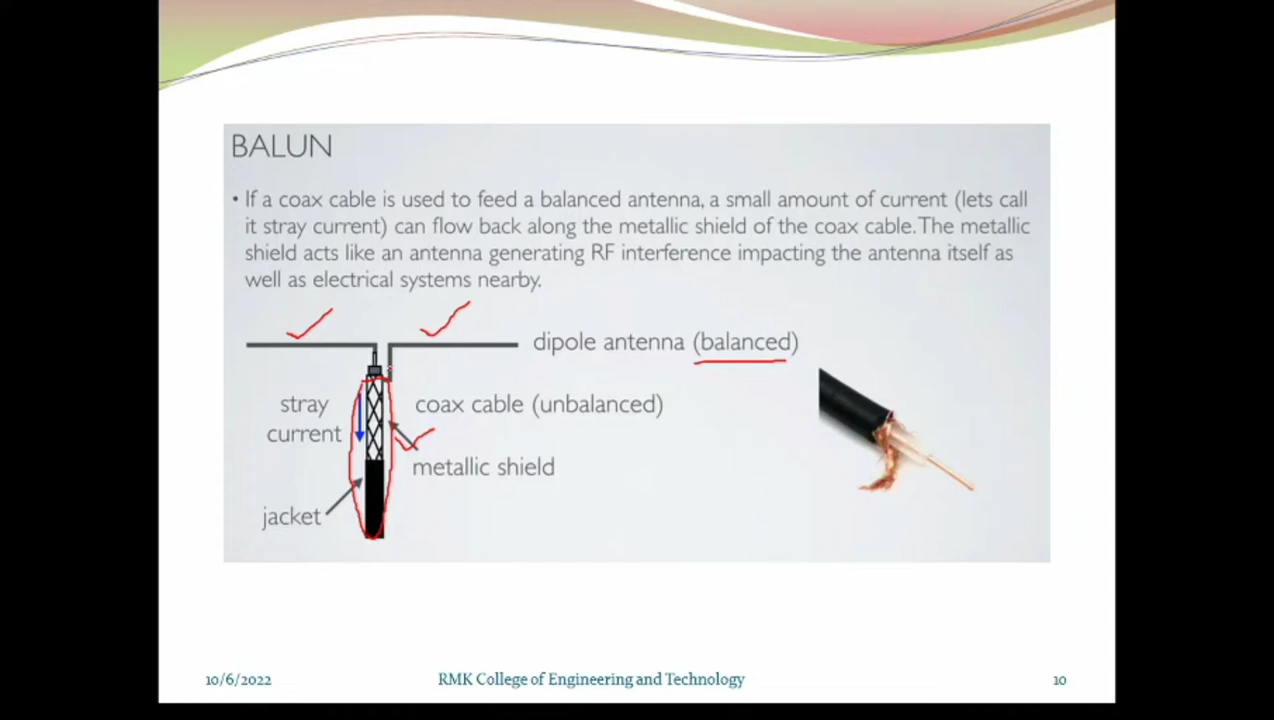 BALUN
• If a coax cable is used to feed a balanced antenna, a small amount of current (lets call
it stray current) can flow back along the metallic shield of the coax cable. The metallic
shield acts like an antenna generating RF interference impacting the antenna itself as
well as electrical systems nearby.
dipole antenna (balanced)
stray
current
coax cable (unbalanced)
metallic shield
jacket
10/6/2022
RMK College of Engineering and Technology
10